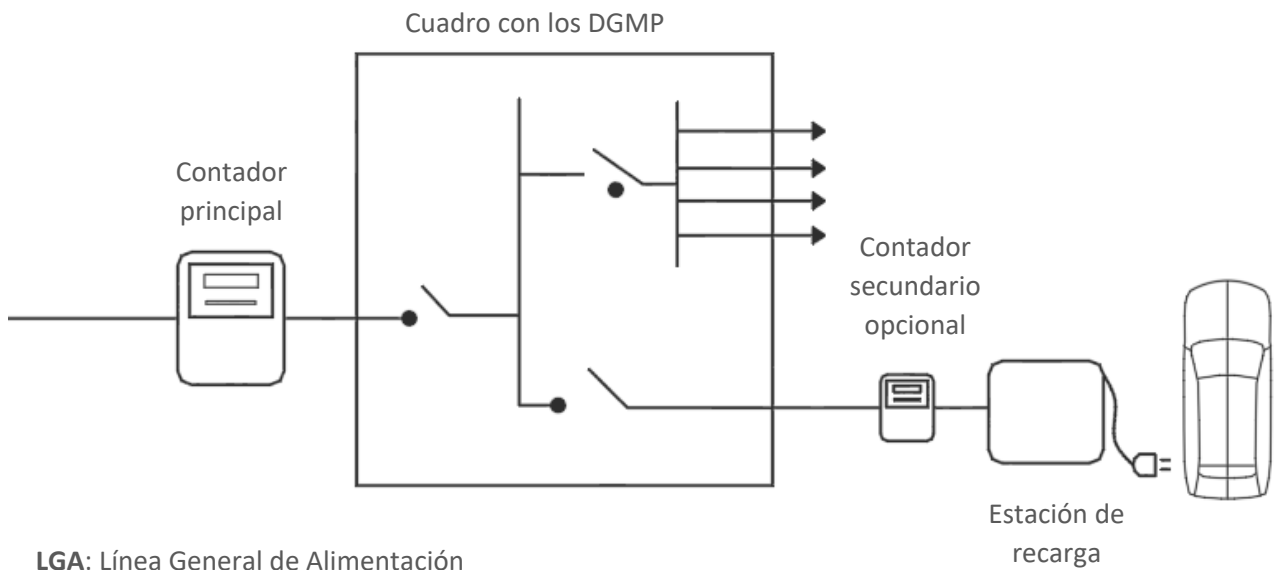 Cuadro con los DGMP
Contador
principal
Contador
secundario
opcional
Estación de
recarga
LGA: Línea General de Alimentación